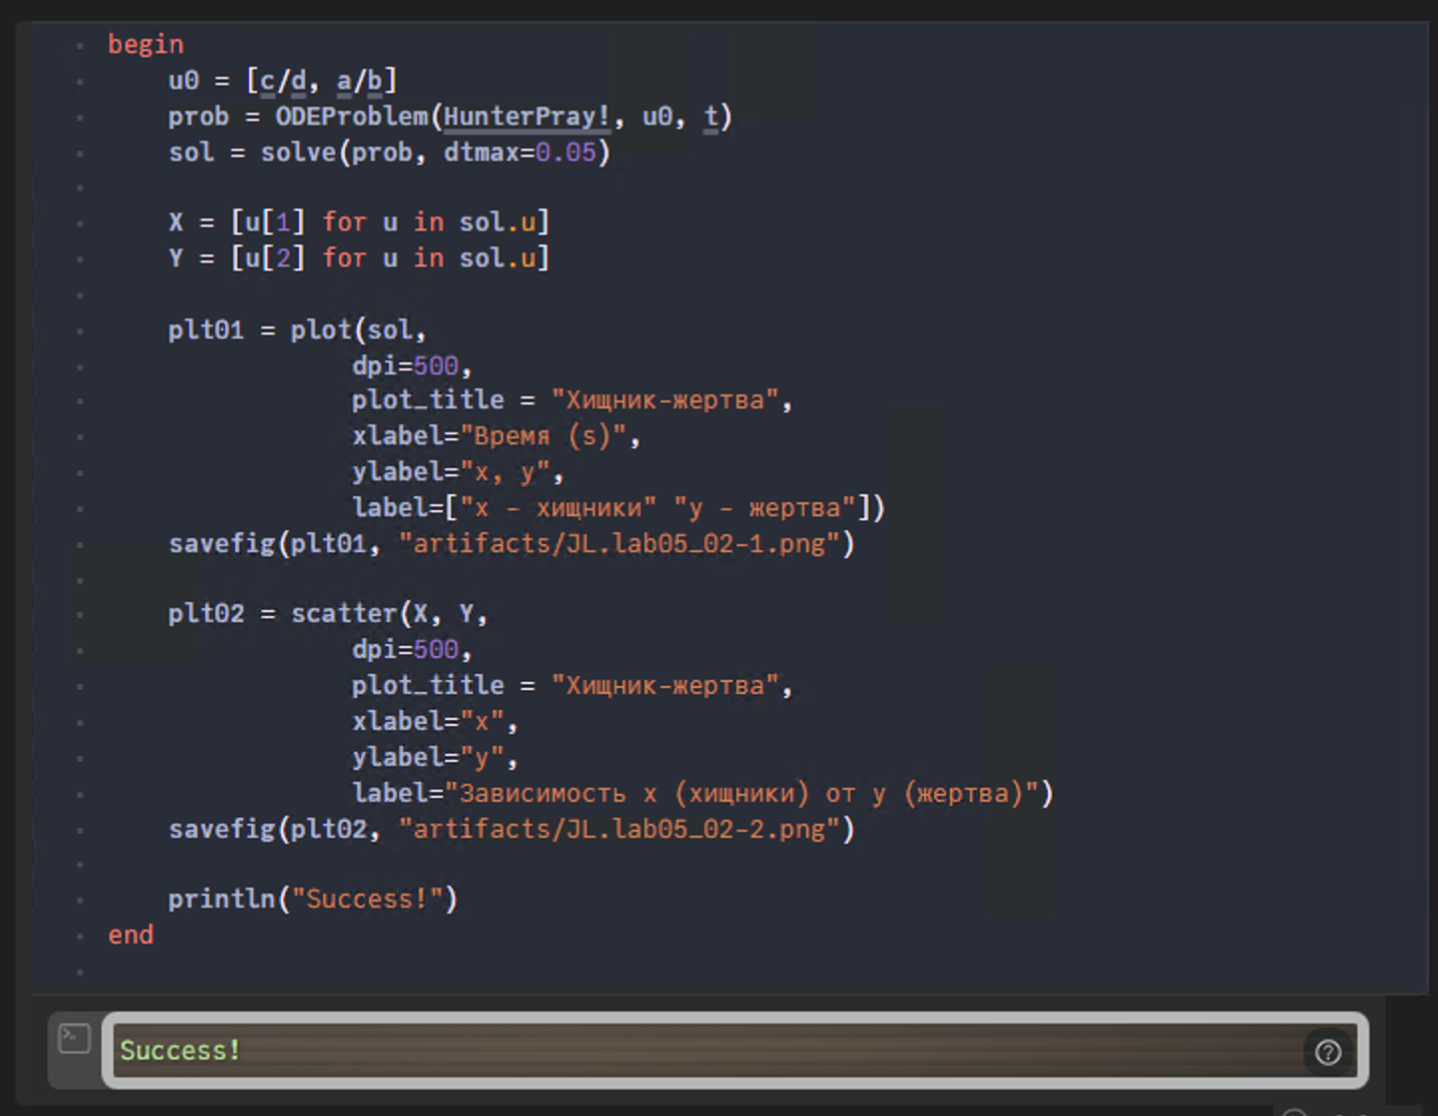 begin
u0 = [c/d, a/b]
prob = ODEProblem(HunterPray!, u0, t)
sol = solve(prob, dtmax=0.05)
X = [u[1] for u in sol.u]
Y = [u[2] for u in sol.u]
plt01 = plot(sol,
dpi=500,
plot_title = "Хищник-жертва",
xlabel="Время (s)",
ylabel="x, y",
label=["x - хищники" "y - жертва"])
savefig(plt01, "artifacts/JL.lab05_02-1.png")
plt02 = scatter(X, Y,
dpi=500,
plot_title = "Хищник-жертва",
xlabel="x",
ylabel="y",
label="Зависимость x (хищники) от y (жертва)")
savefig(plt02, "artifacts/JL.lab05_02-2.png")
println("Success!")
end
Success!